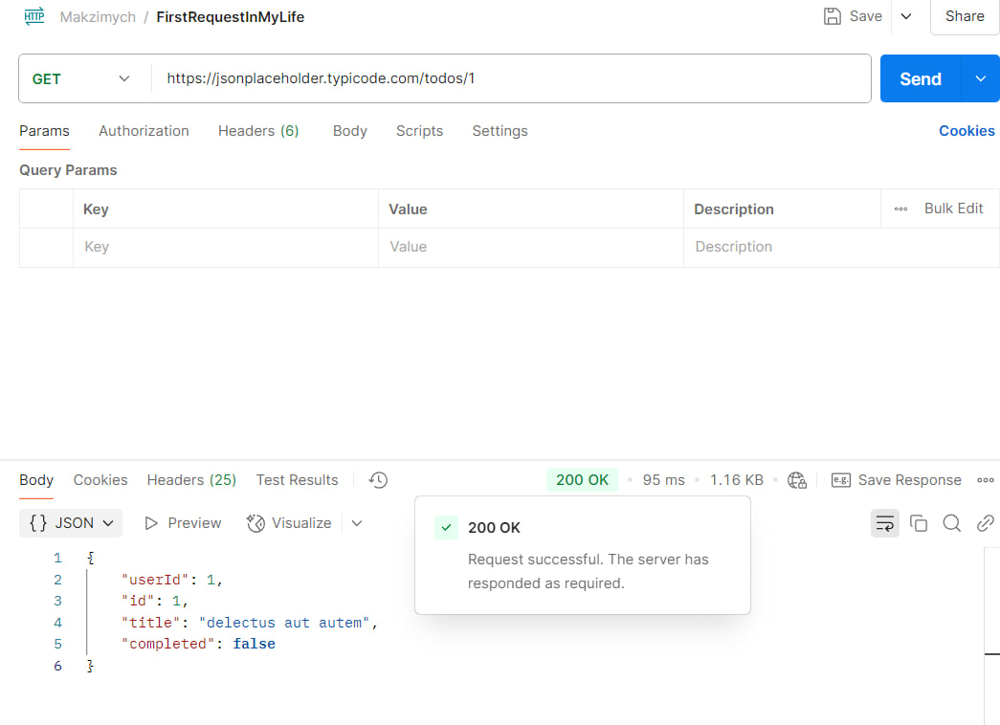 HTTP Makzimych / FirstRequestInMyLife Save Share
GET https://jsonplaceholder.typicode.com/todos/1 Send
Params Authorization Headers (6) Body Scripts Settings Cookies
Query Params
Key Value Description Bulk Edit
Key Value Description
Body Cookies Headers (25) Test Results 200 OK 95 ms 1.16 KB e.g. Save Response
{} JSON Preview Visualize
200 OK
Request successful. The server has
responded as required.
1 {
2 "userId": 1,
3 "id": 1,
4 "title": "delectus aut autem",
5 "completed": false
6 }